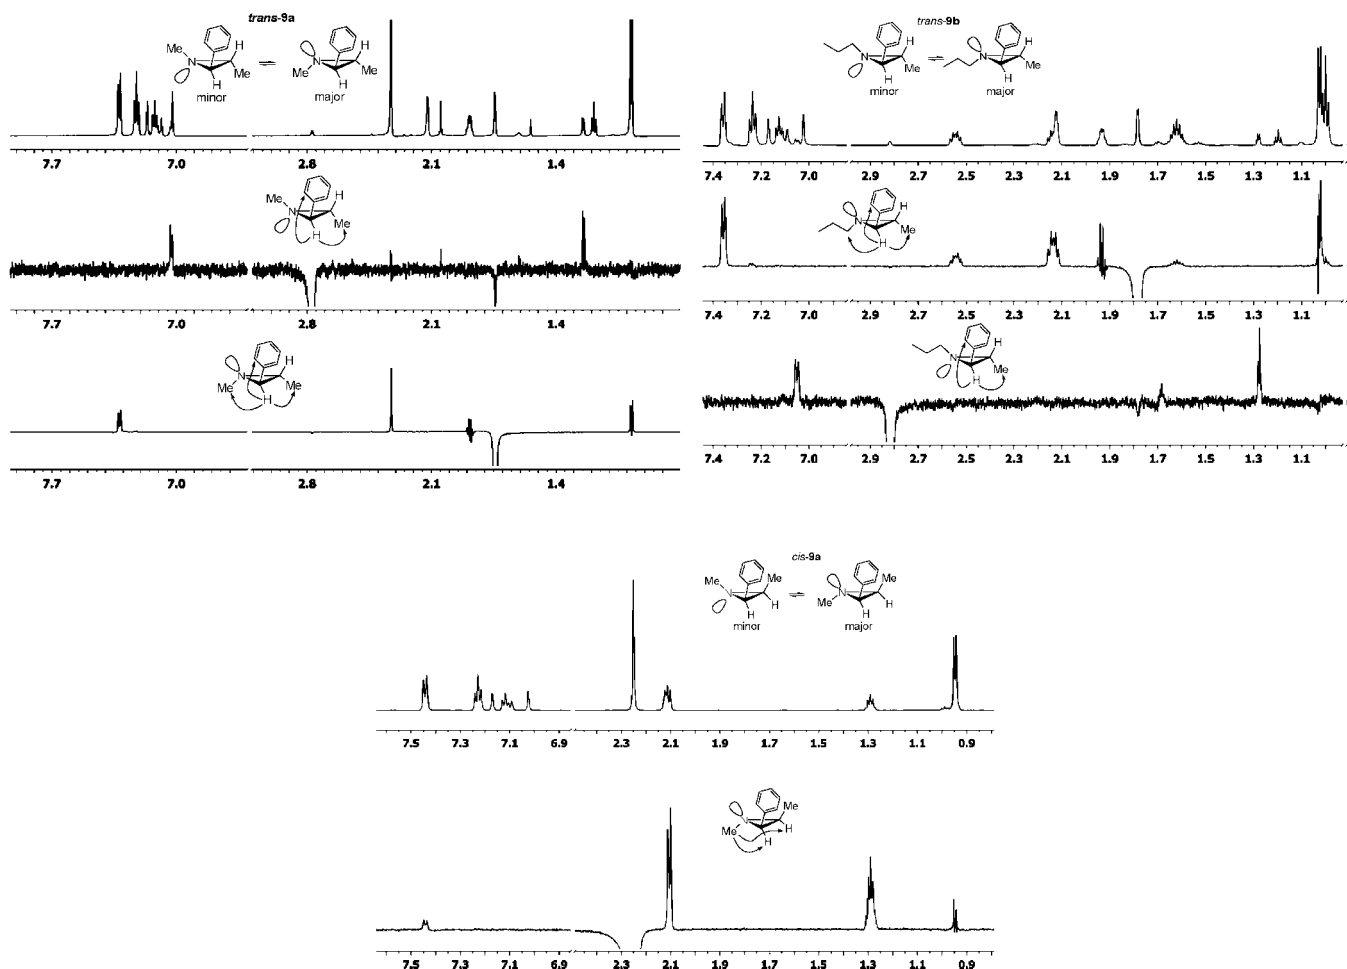 trans-9a
Me
N
H
Me
H
minor
⇌
N
Me
H
Me
H
major
7.7 7.0 2.8 2.1 1.4
Me
N
H
Me
H
7.7 7.0 2.8 2.1 1.4
N
H
Me
Me
H
7.7 7.0 2.8 2.1 1.4
trans-9b
N
H
Me
H
minor
⇌
N
H
Me
H
major
7.4 7.2 7.0 2.9 2.7 2.5 2.3 2.1 1.9 1.7 1.5 1.3 1.1
N
H
Me
H
7.4 7.2 7.0 2.9 2.7 2.5 2.3 2.1 1.9 1.7 1.5 1.3 1.1
N
H
Me
H
7.4 7.2 7.0 2.9 2.7 2.5 2.3 2.1 1.9 1.7 1.5 1.3 1.1
cis-9a
Me
Me
N
H
H
minor
⇌
Me
N
Me
H
H
major
7.5 7.3 7.1 6.9 2.3 2.1 1.9 1.7 1.5 1.3 1.1 0.9
Me
N
Me
H
H
7.5 7.3 7.1 6.9 2.3 2.1 1.9 1.7 1.5 1.3 1.1 0.9